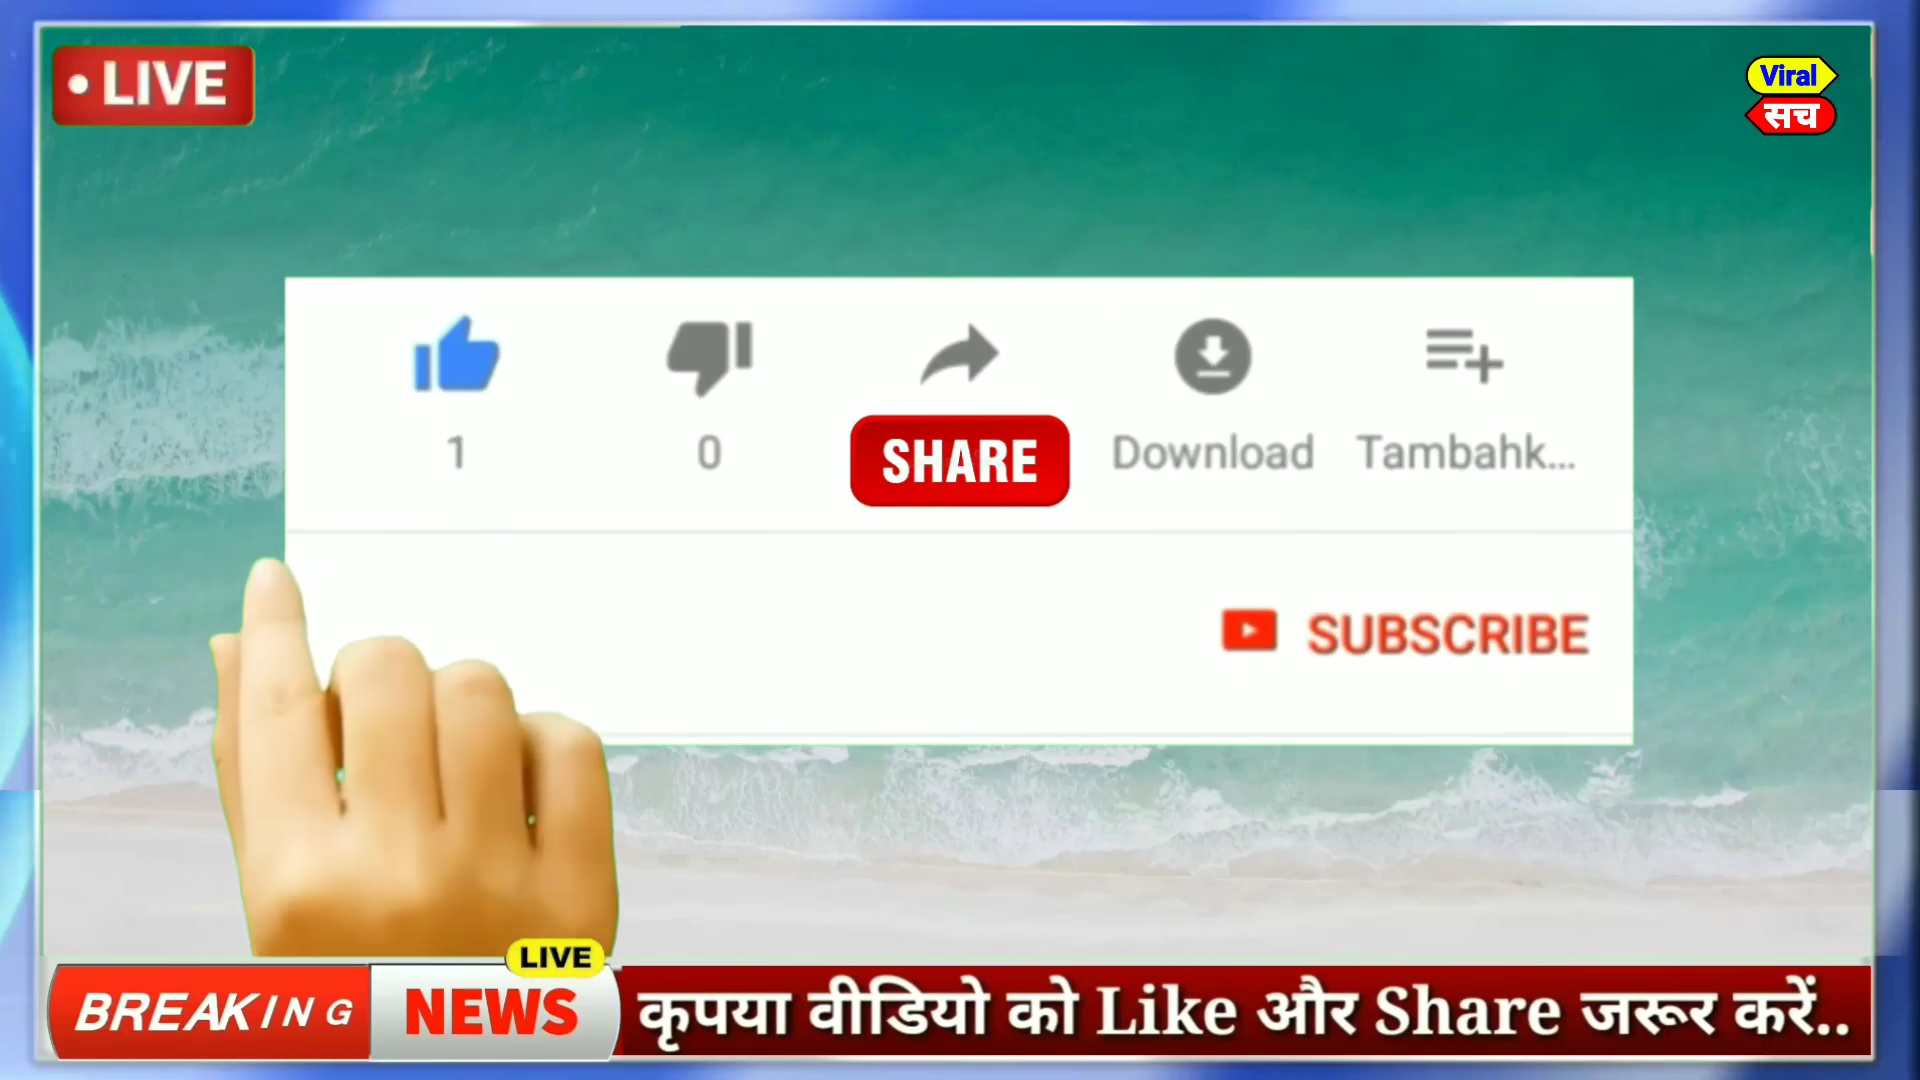 • LIVE
Viral
सच
1
0
SHARE
Download
Tambahk...
SUBSCRIBE
LIVE
BREAKING
NEWS
कृपया वीडियो को Like और Share जरूर करें..